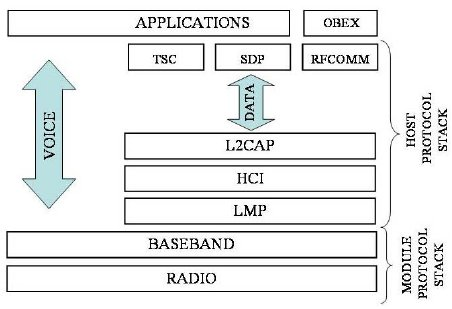 APPLICATIONS
OBEX
TSC
SDP
RFCOMM
VOICE
DATA
L2CAP
HCI
LMP
BASEBAND
RADIO
HOST
PROTOCOL
STACK
MODULE
PROTOCOL
STACK